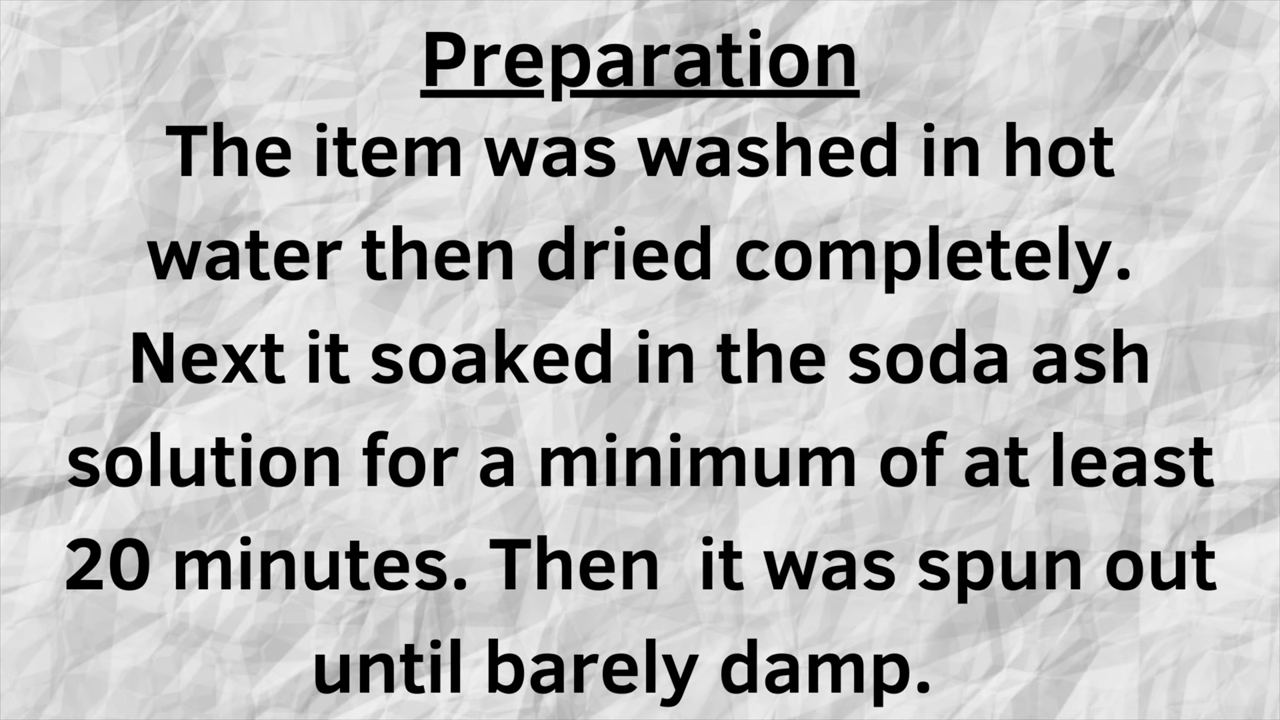 Preparation
The item was washed in hot
water then dried completely.
Next it soaked in the soda ash
solution for a minimum of at least
20 minutes. Then  it was spun out
until barely damp.